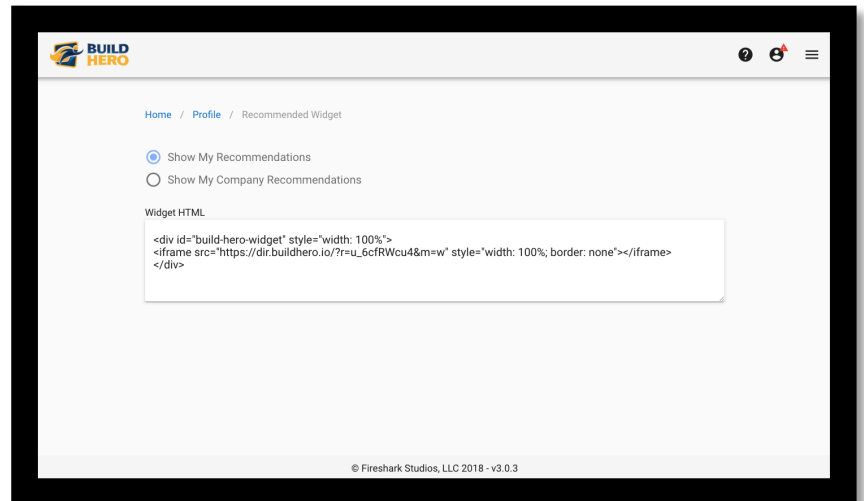 BUILD
HERO
Home / Profile / Recommended Widget
Show My Recommendations
Show My Company Recommendations
Widget HTML
<div id="build-hero-widget" style="width: 100%">
<iframe src="https://dir.buildhero.io/?r=u_6cfRWcu4&m=w" style="width: 100%; border: none"></iframe>
</div>
© Fireshark Studios, LLC 2018 - v3.0.3